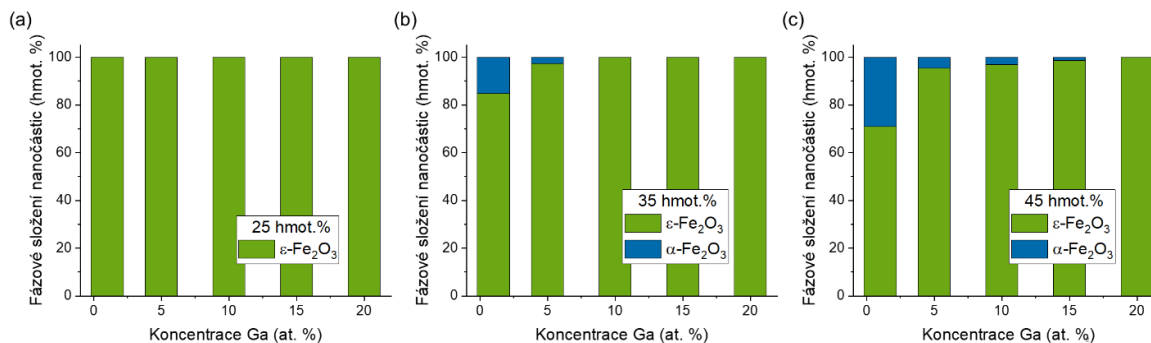 (a)
Fázové složení nanočástic (hmot. %)
100
80
60
40
20
0
25 hmot.%
ε-Fe₂O₃
0 5 10 15 20
Koncentrace Ga (at. %)
(b)
Fázové složení nanočástic (hmot. %)
100
80
60
40
20
0
35 hmot.%
ε-Fe₂O₃
α-Fe₂O₃
0 5 10 15 20
Koncentrace Ga (at. %)
(c)
Fázové složení nanočástic (hmot. %)
100
80
60
40
20
0
45 hmot.%
ε-Fe₂O₃
α-Fe₂O₃
0 5 10 15 20
Koncentrace Ga (at. %)